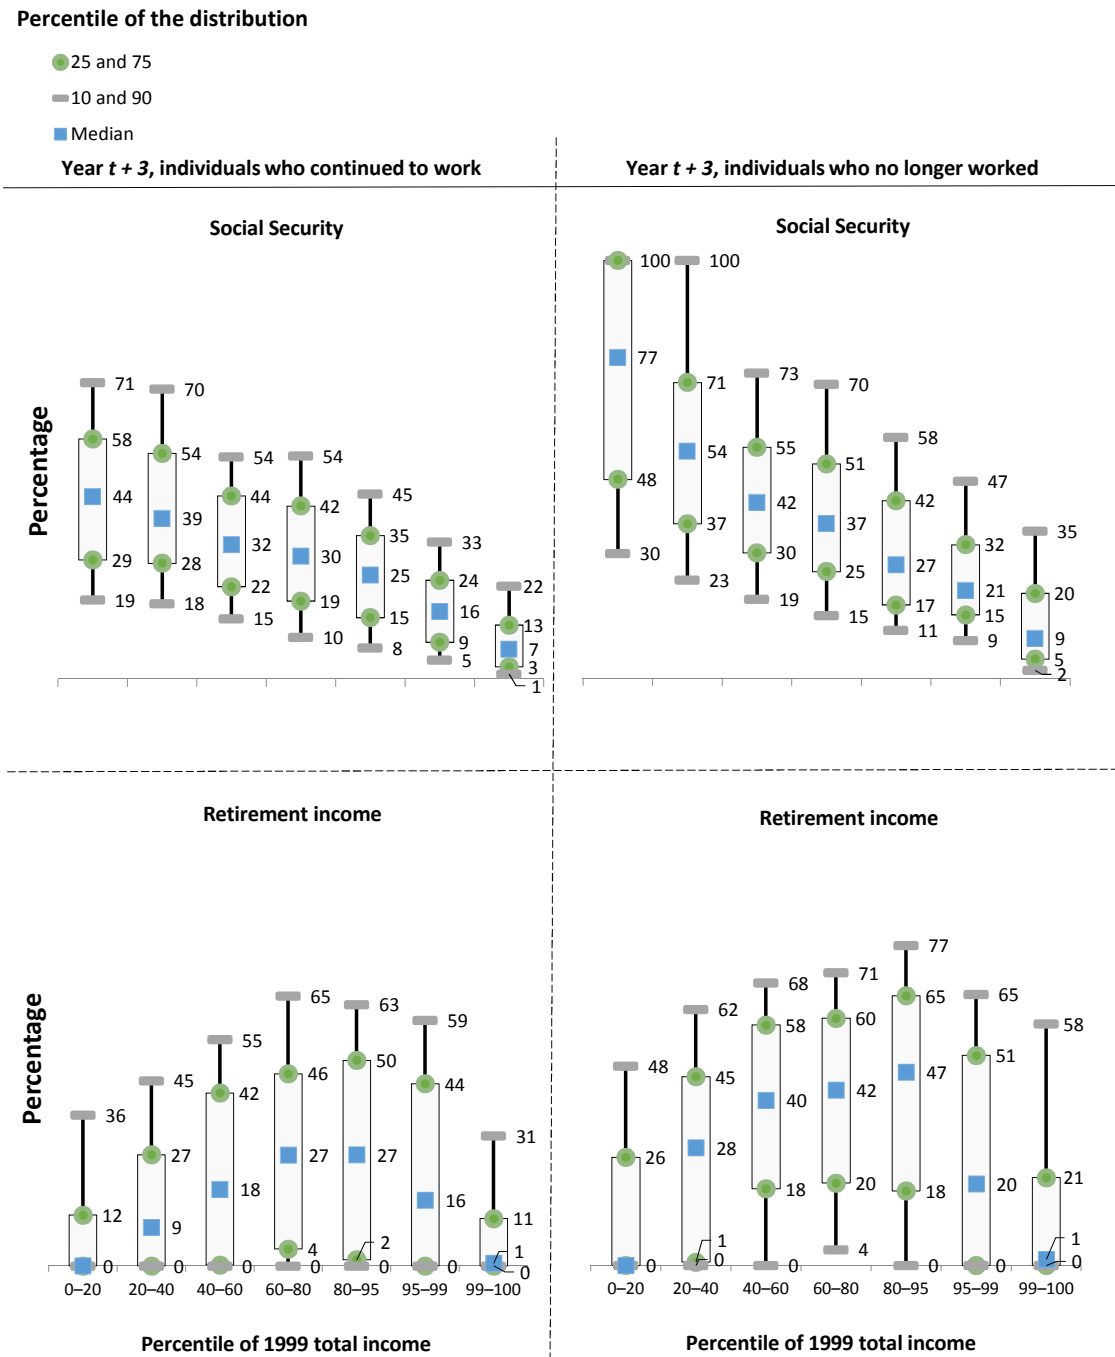 Percentile of the distribution
25 and 75
10 and 90
Median
Year t + 3, individuals who continued to work
Year t + 3, individuals who no longer worked
Social Security
Percentage
71 70 54 54 45 33 22
58 54 44 42 35 24 13
44 39 32 30 25 16 7
29 28 22 19 15 9 3
19 18 15 10 8 5 1
Social Security
100 100 73 70 58 47 35
71 55 51 42 32 20
77 54 42 37 27 21 9
48 37 30 25 17 15 5
30 23 19 15 11 9 2
Retirement income
Percentage
36 45 55 65 63 59 31
12 27 42 46 50 44 11
9 18 27 27 16 1
4 2
0 0 0 0 0 0 0
0–20 20–40 40–60 60–80 80–95 95–99 99–100
Percentile of 1999 total income
Retirement income
48 62 68 71 77 65 58
26 45 58 60 65 51 21
28 40 42 47 20 1
1 18 20 18
0 0 0 4 0 0 0
0–20 20–40 40–60 60–80 80–95 95–99 99–100
Percentile of 1999 total income